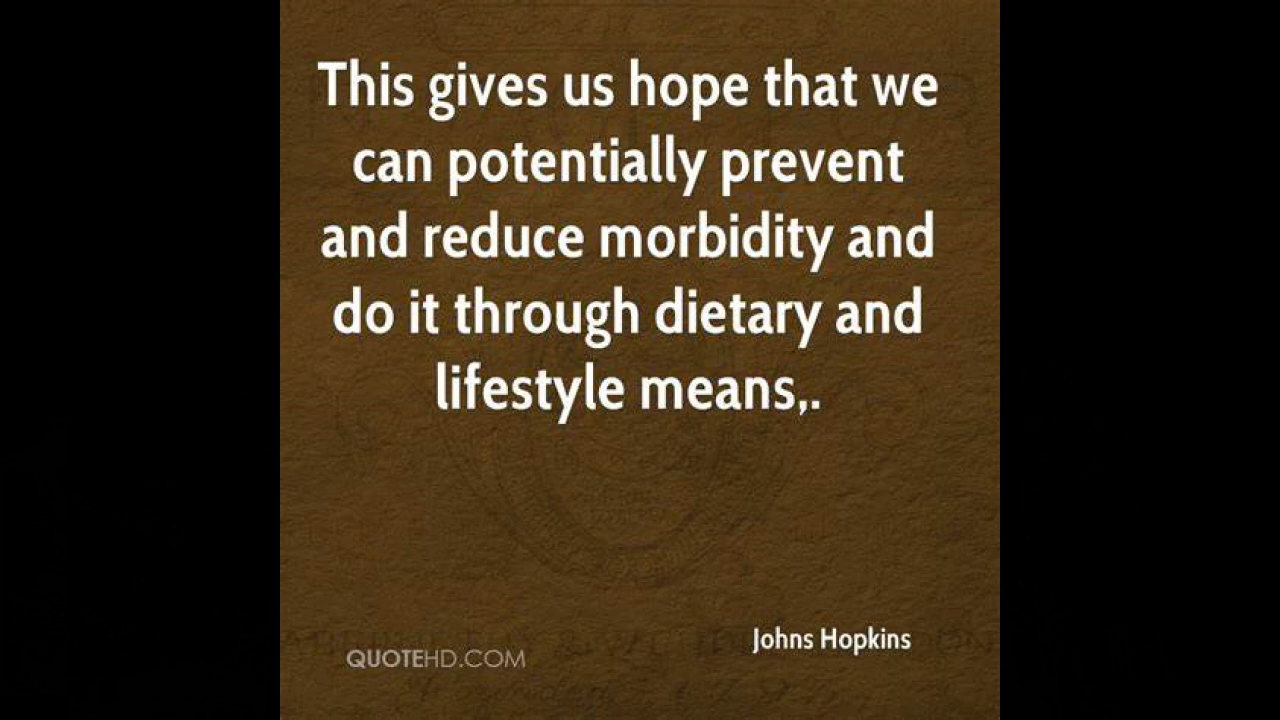 This gives us hope that we
can potentially prevent
and reduce morbidity and
do it through dietary and
lifestyle means,.
Johns Hopkins
QUOTEHD.COM